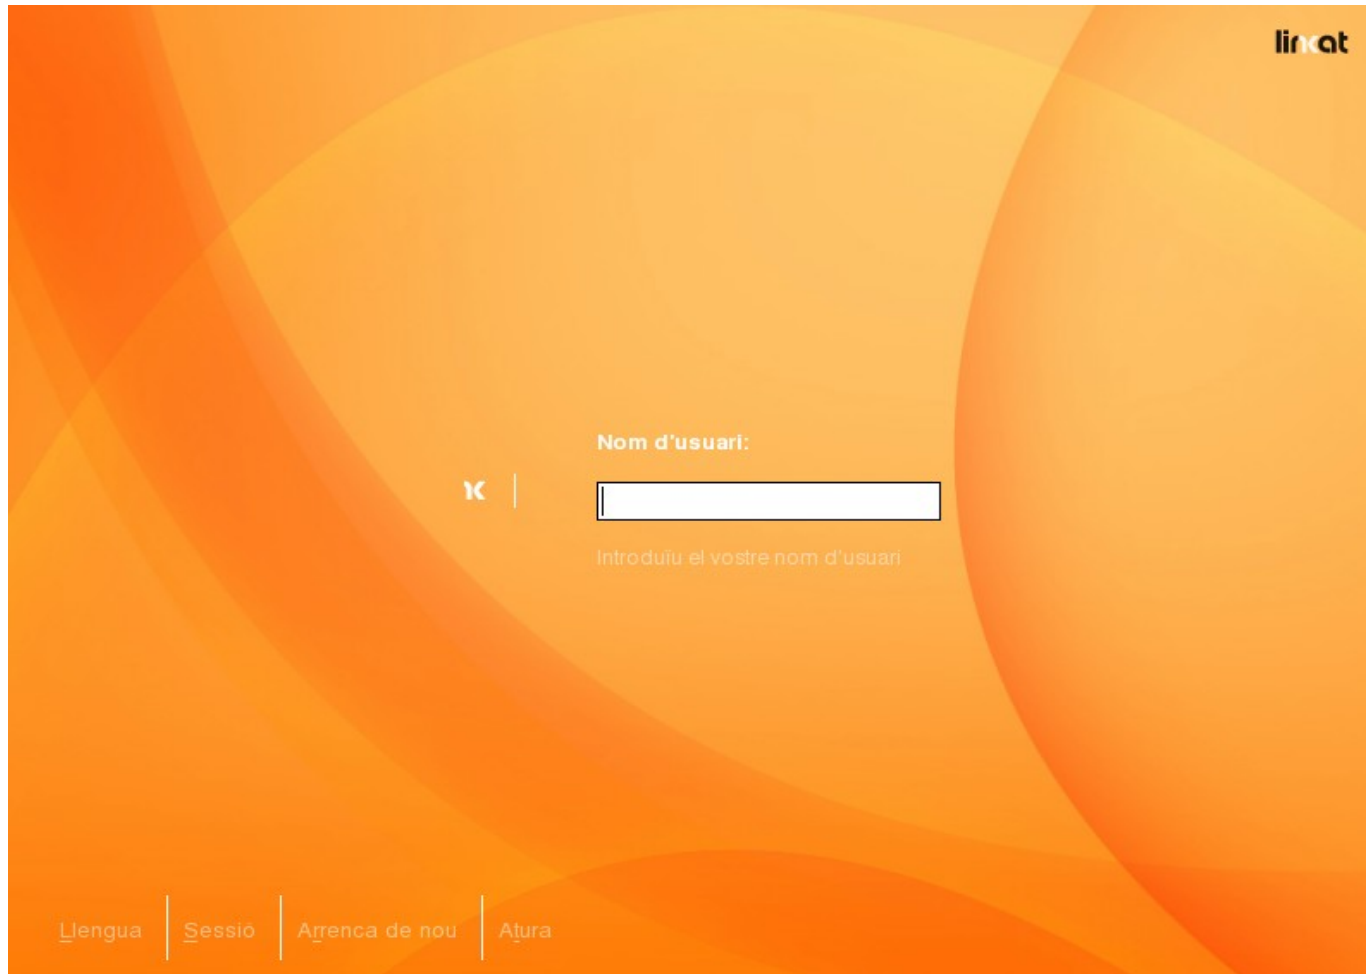 linkat
Nom d'usuari:
Introduïu el vostre nom d'usuari
Llengua
Sessió
Arrenca de nou
Atura